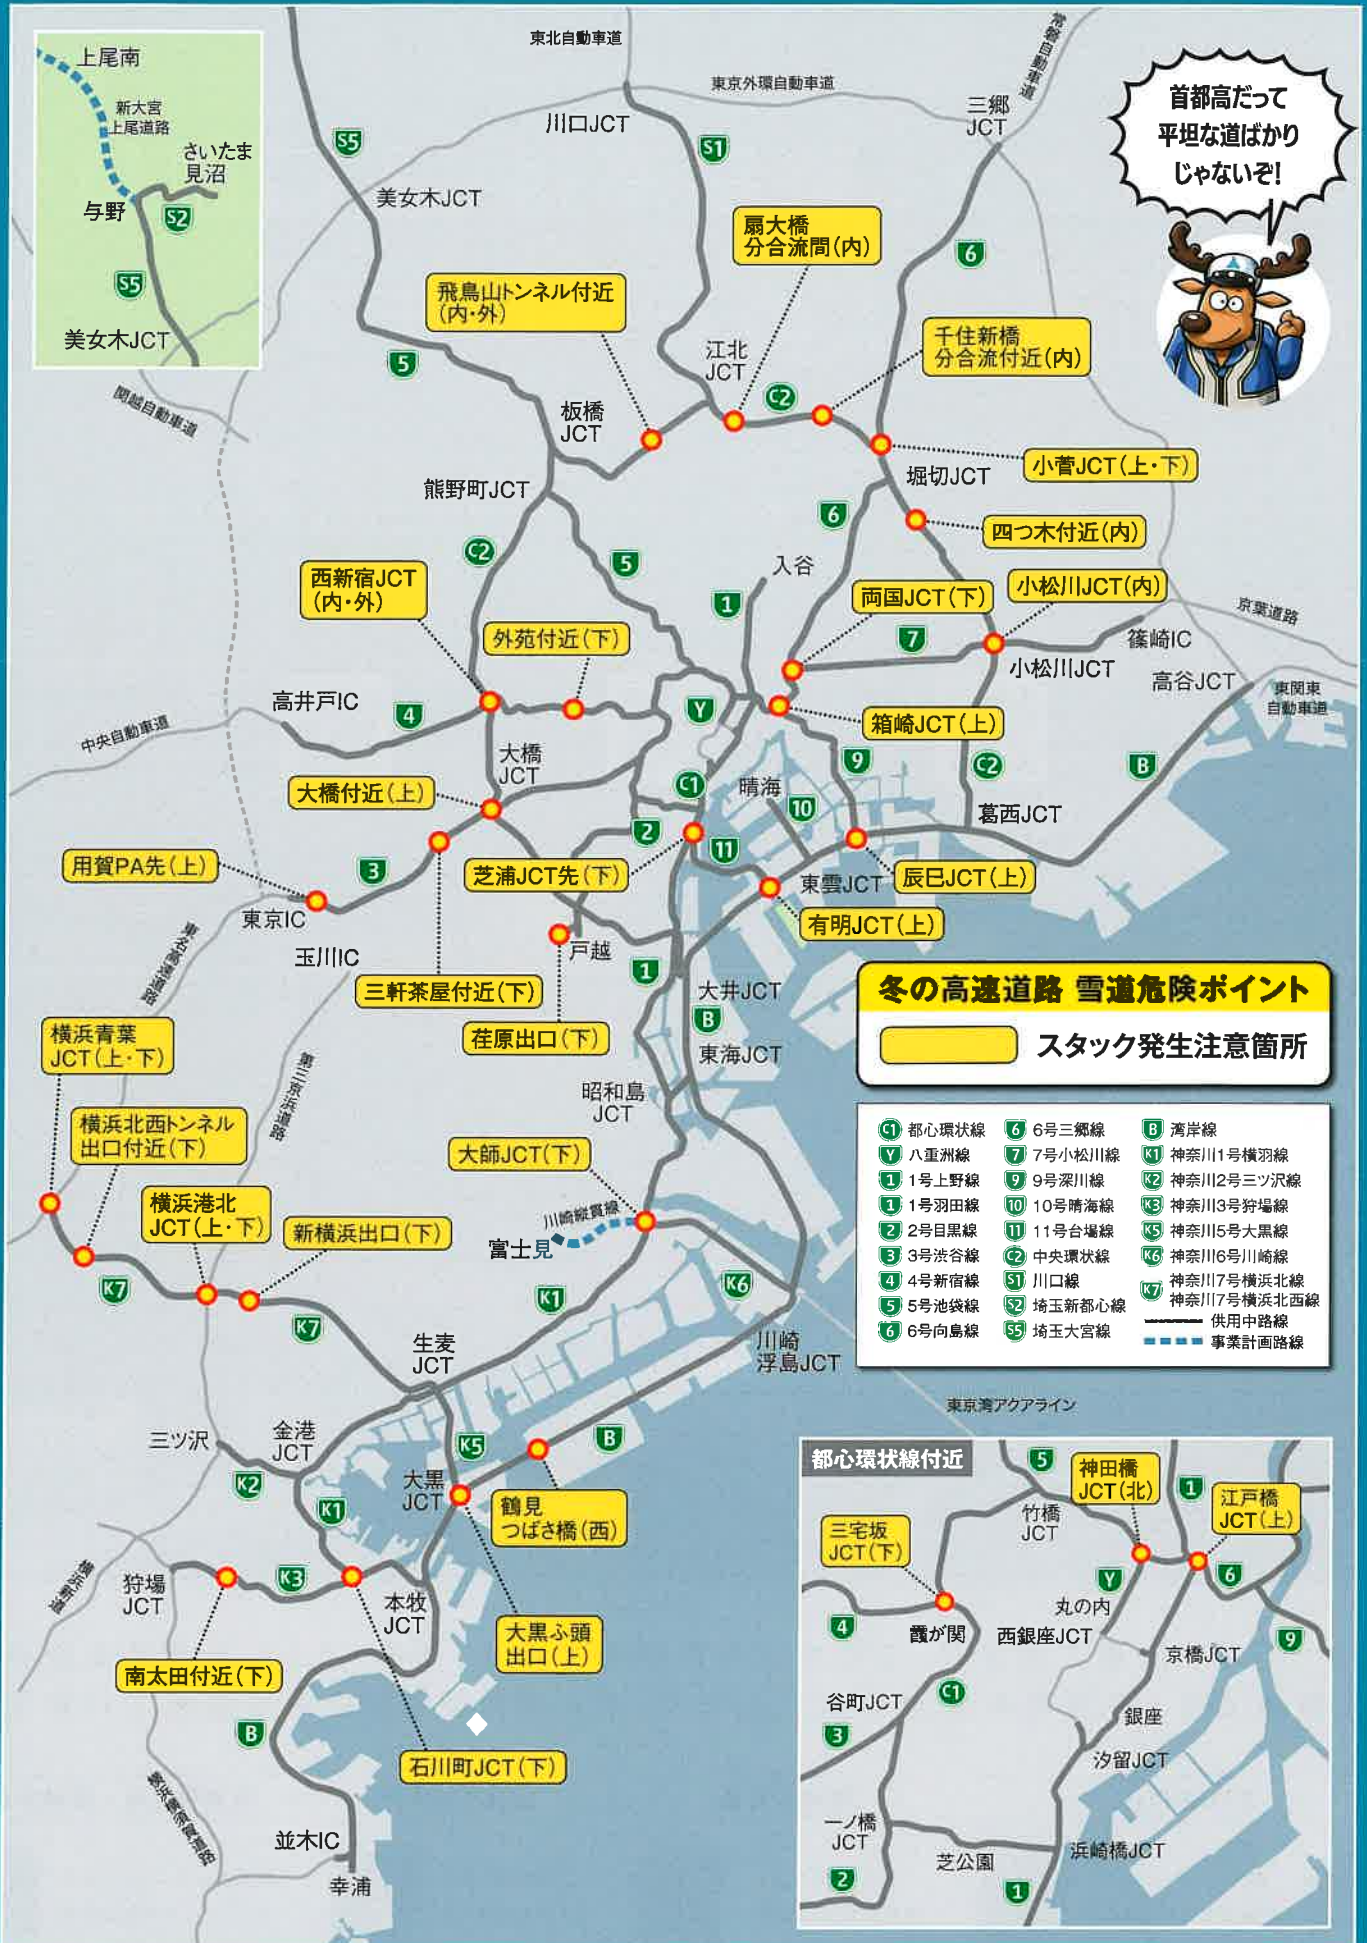 東北自動車道
常磐自動車道
東京外環自動車道
川口JCT
三郷
JCT
首都高だって
平坦な道ばかり
じゃないぞ!
上尾南
新大宮
上尾道路
さいたま
見沼
与野
S2
S5
美女木JCT
S5
S1
美女木JCT
6
扇大橋
分合流間(内)
飛鳥山トンネル付近
(内・外)
千住新橋
分合流付近(内)
江北
JCT
5
C2
関越自動車道
板橋
JCT
小菅JCT(上・下)
堀切JCT
熊野町JCT
6
四つ木付近(内)
C2
5
入谷
西新宿JCT
(内・外)
1
両国JCT(下)
小松川JCT(内)
京葉道路
外苑付近(下)
7
篠崎IC
小松川JCT
高谷JCT
東関東
自動車道
高井戸IC
4
Y
箱崎JCT(上)
中央自動車道
大橋
JCT
9
C2
B
大橋付近(上)
C1
晴海
10
葛西JCT
2
11
用賀PA先(上)
3
芝浦JCT先(下)
東雲JCT
辰巳JCT(上)
東京IC
有明JCT(上)
東名高速道路
玉川IC
戸越
1
三軒茶屋付近(下)
大井JCT
荏原出口(下)
B
東海JCT
冬の高速道路 雪道危険ポイント
スタック発生注意箇所
横浜青葉
JCT(上・下)
第三京浜道路
昭和島
JCT
横浜北西トンネル
出口付近(下)
大師JCT(下)
横浜港北
JCT(上・下)
新横浜出口(下)
川崎縦貫線
富士見
K7
K7
K1
K6
C1 都心環状線
Y 八重洲線
1 1号上野線
1 1号羽田線
2 2号目黒線
3 3号渋谷線
4 4号新宿線
5 5号池袋線
6 6号向島線
6 6号三郷線
7 7号小松川線
9 9号深川線
10 10号晴海線
11 11号台場線
C2 中央環状線
S1 川口線
S2 埼玉新都心線
S5 埼玉大宮線
B 湾岸線
K1 神奈川1号横羽線
K2 神奈川2号三ツ沢線
K3 神奈川3号狩場線
K5 神奈川5号大黒線
K6 神奈川6号川崎線
K7 神奈川7号横浜北線
神奈川7号横浜北西線
供用中路線
事業計画路線
生麦
JCT
川崎
浮島JCT
東京湾アクアライン
三ツ沢
金港
JCT
K5
B
K2
K1
大黒
JCT
鶴見
つばさ橋(西)
横浜新道
狩場
JCT
K3
本牧
JCT
大黒ふ頭
出口(上)
南太田付近(下)
B
石川町JCT(下)
横浜横須賀道路
並木IC
幸浦
都心環状線付近
5
神田橋
JCT(北)
1
江戸橋
JCT(上)
竹橋
JCT
三宅坂
JCT(下)
Y
6
丸の内
4
霞が関
西銀座JCT
9
京橋JCT
C1
谷町JCT
銀座
3
汐留JCT
一ノ橋
JCT
芝公園
浜崎橋JCT
2
1